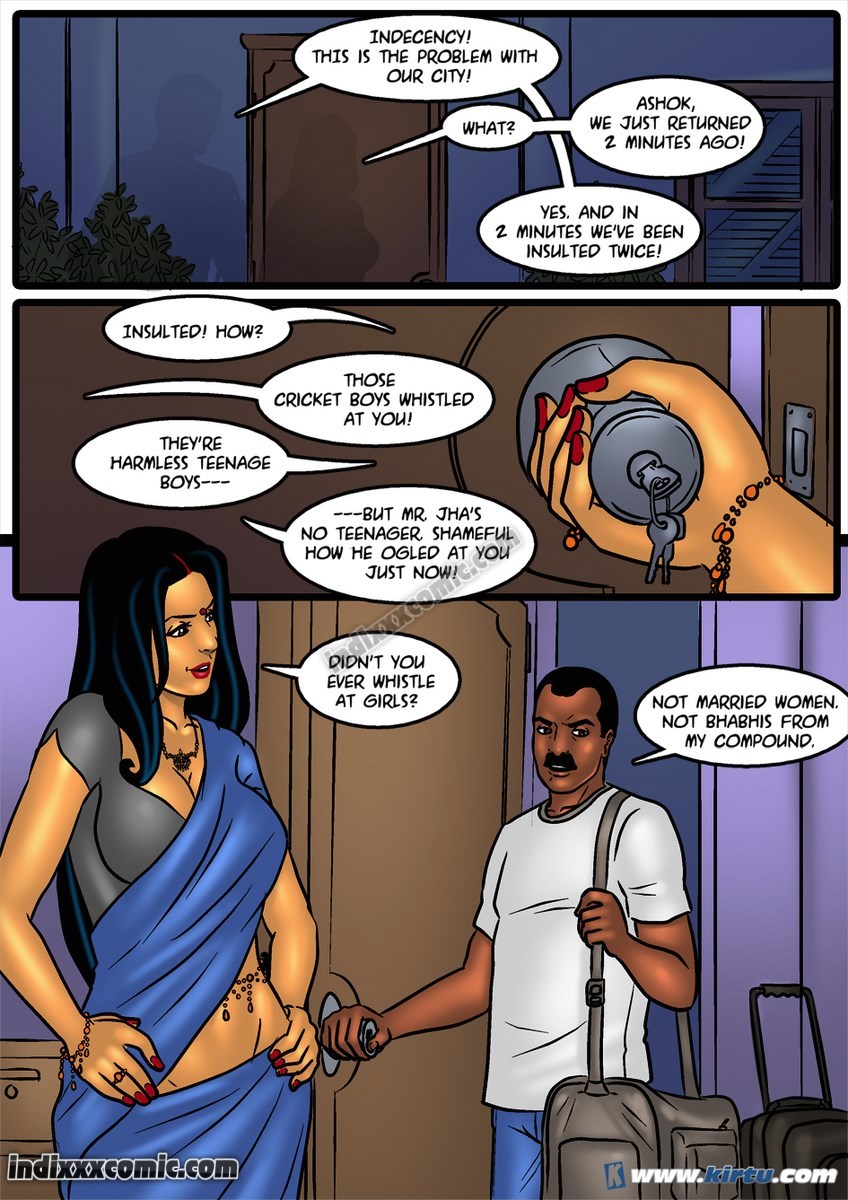 INDECENCY!
THIS IS THE PROBLEM WITH
OUR CITY!
WHAT?
ASHOK,
WE JUST RETURNED
2 MINUTES AGO!
YES, AND IN
2 MINUTES WE'VE BEEN
INSULTED TWICE!
INSULTED! HOW?
THOSE
CRICKET BOYS WHISTLED
AT YOU!
THEY'RE
HARMLESS TEENAGE
BOYS---
---BUT MR. JHA'S
NO TEENAGER, SHAMEFUL
HOW HE OGLED AT YOU
JUST NOW!
indixxxcomic.com
DIDN'T YOU
EVER WHISTLE
AT GIRLS?
NOT MARRIED WOMEN.
NOT BHABHIS FROM
MY COMPOUND.
indixxxcomic.com
K www.kirtu.com